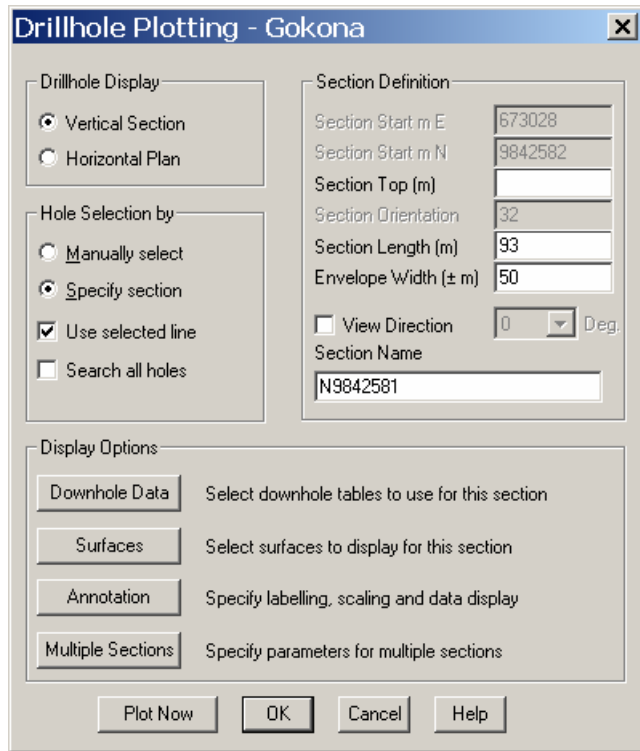 Drillhole Plotting - Gokona
Drillhole Display
Vertical Section
Horizontal Plan
Hole Selection by
Manually select
Specify section
Use selected line
Search all holes
Section Definition
Section Start m E 673028
Section Start m N 9842582
Section Top (m)
Section Orientation 32
Section Length (m) 93
Envelope Width (± m) 50
View Direction 0 Deg.
Section Name
N9842581
Display Options
Downhole Data Select downhole tables to use for this section
Surfaces Select surfaces to display for this section
Annotation Specify labelling, scaling and data display
Multiple Sections Specify parameters for multiple sections
Plot Now OK Cancel Help